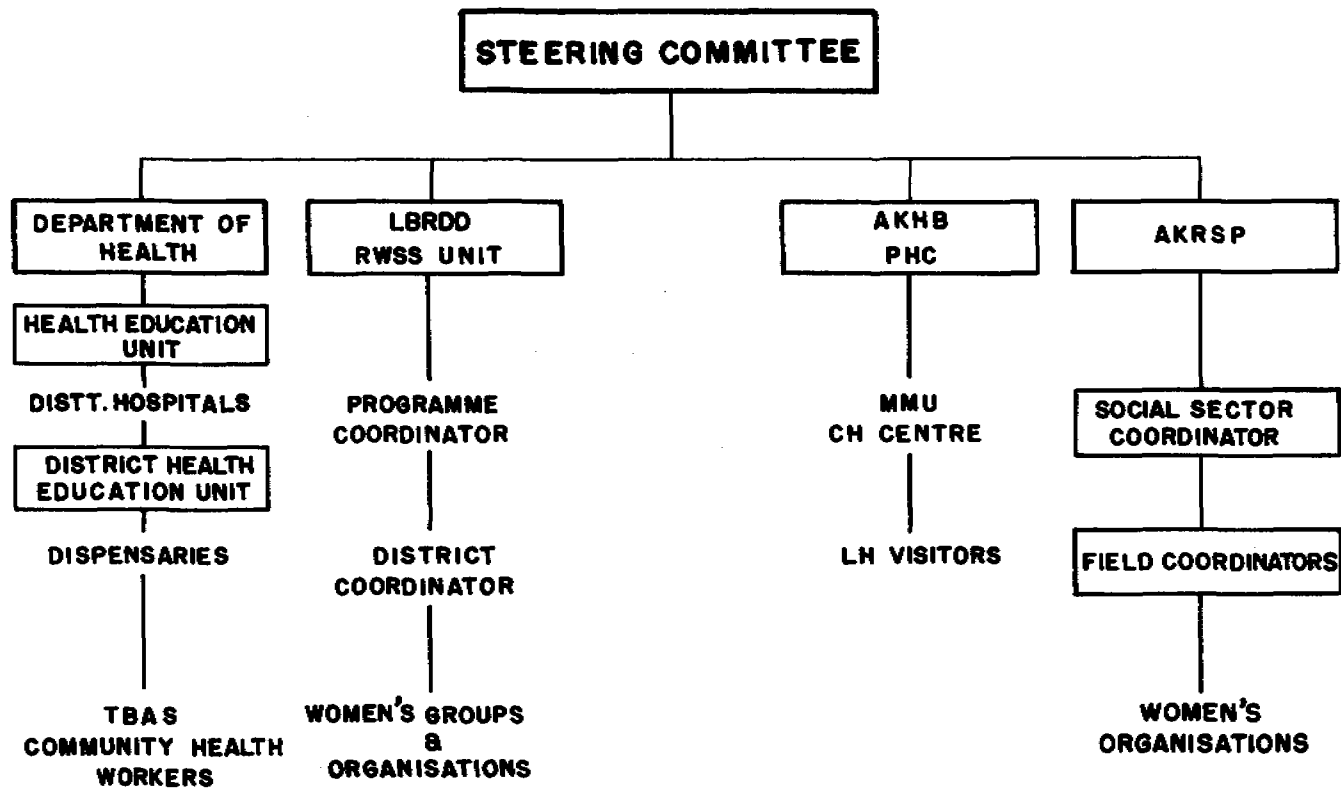 STEERING COMMITTEE
DEPARTMENT OF
HEALTH
HEALTH EDUCATION
UNIT
DISTT. HOSPITALS
DISTRICT HEALTH
EDUCATION UNIT
DISPENSARIES
TBAS
COMMUNITY HEALTH
WORKERS
LBRDD
RWSS UNIT
PROGRAMME
COORDINATOR
DISTRICT
COORDINATOR
WOMEN'S GROUPS
&
ORGANISATIONS
AKHB
PHC
MMU
CH CENTRE
LH VISITORS
AKRSP
SOCIAL SECTOR
COORDINATOR
FIELD COORDINATORS
WOMEN'S
ORGANISATIONS